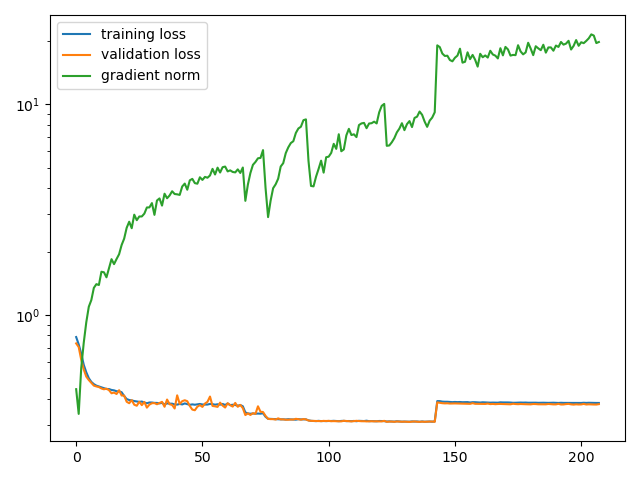 training loss
validation loss
gradient norm
10¹
10⁰
0 50 100 150 200